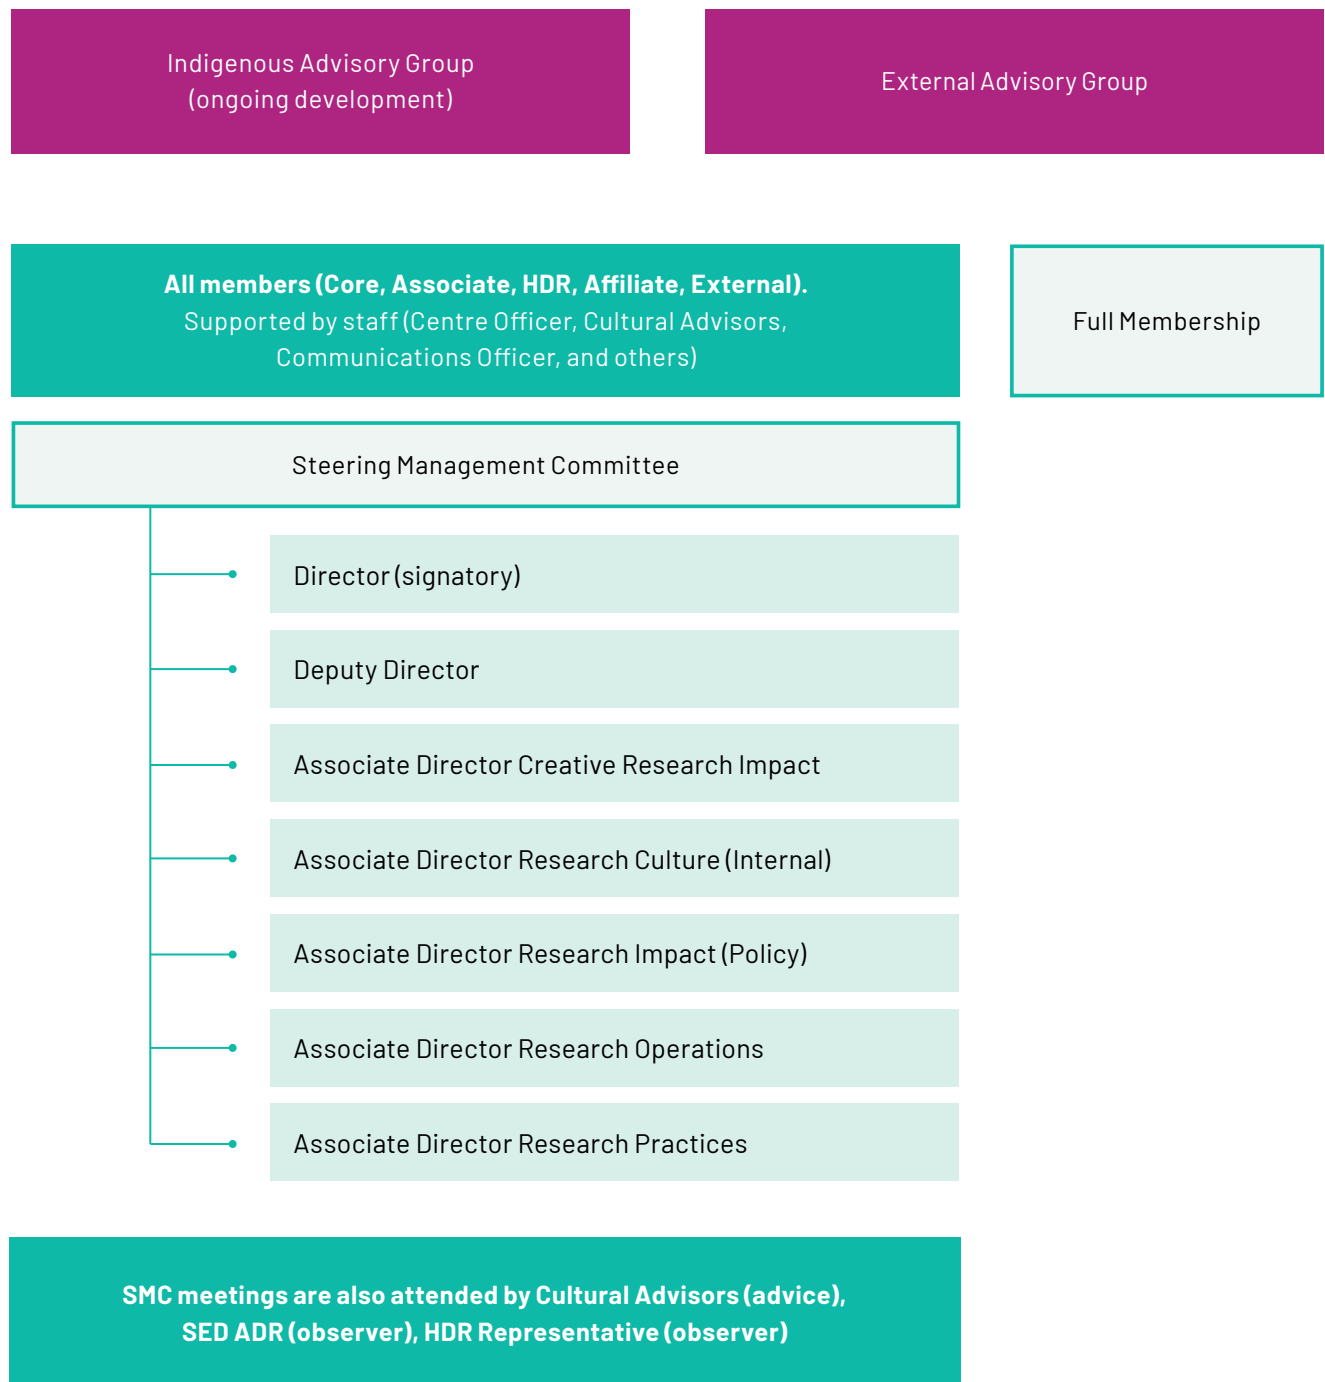 Indigenous Advisory Group
(ongoing development)
External Advisory Group
All members (Core, Associate, HDR, Affiliate, External).
Supported by staff (Centre Officer, Cultural Advisors,
Communications Officer, and others)
Full Membership
Steering Management Committee
Director (signatory)
Deputy Director
Associate Director Creative Research Impact
Associate Director Research Culture (Internal)
Associate Director Research Impact (Policy)
Associate Director Research Operations
Associate Director Research Practices
SMC meetings are also attended by Cultural Advisors (advice),
SED ADR (observer), HDR Representative (observer)